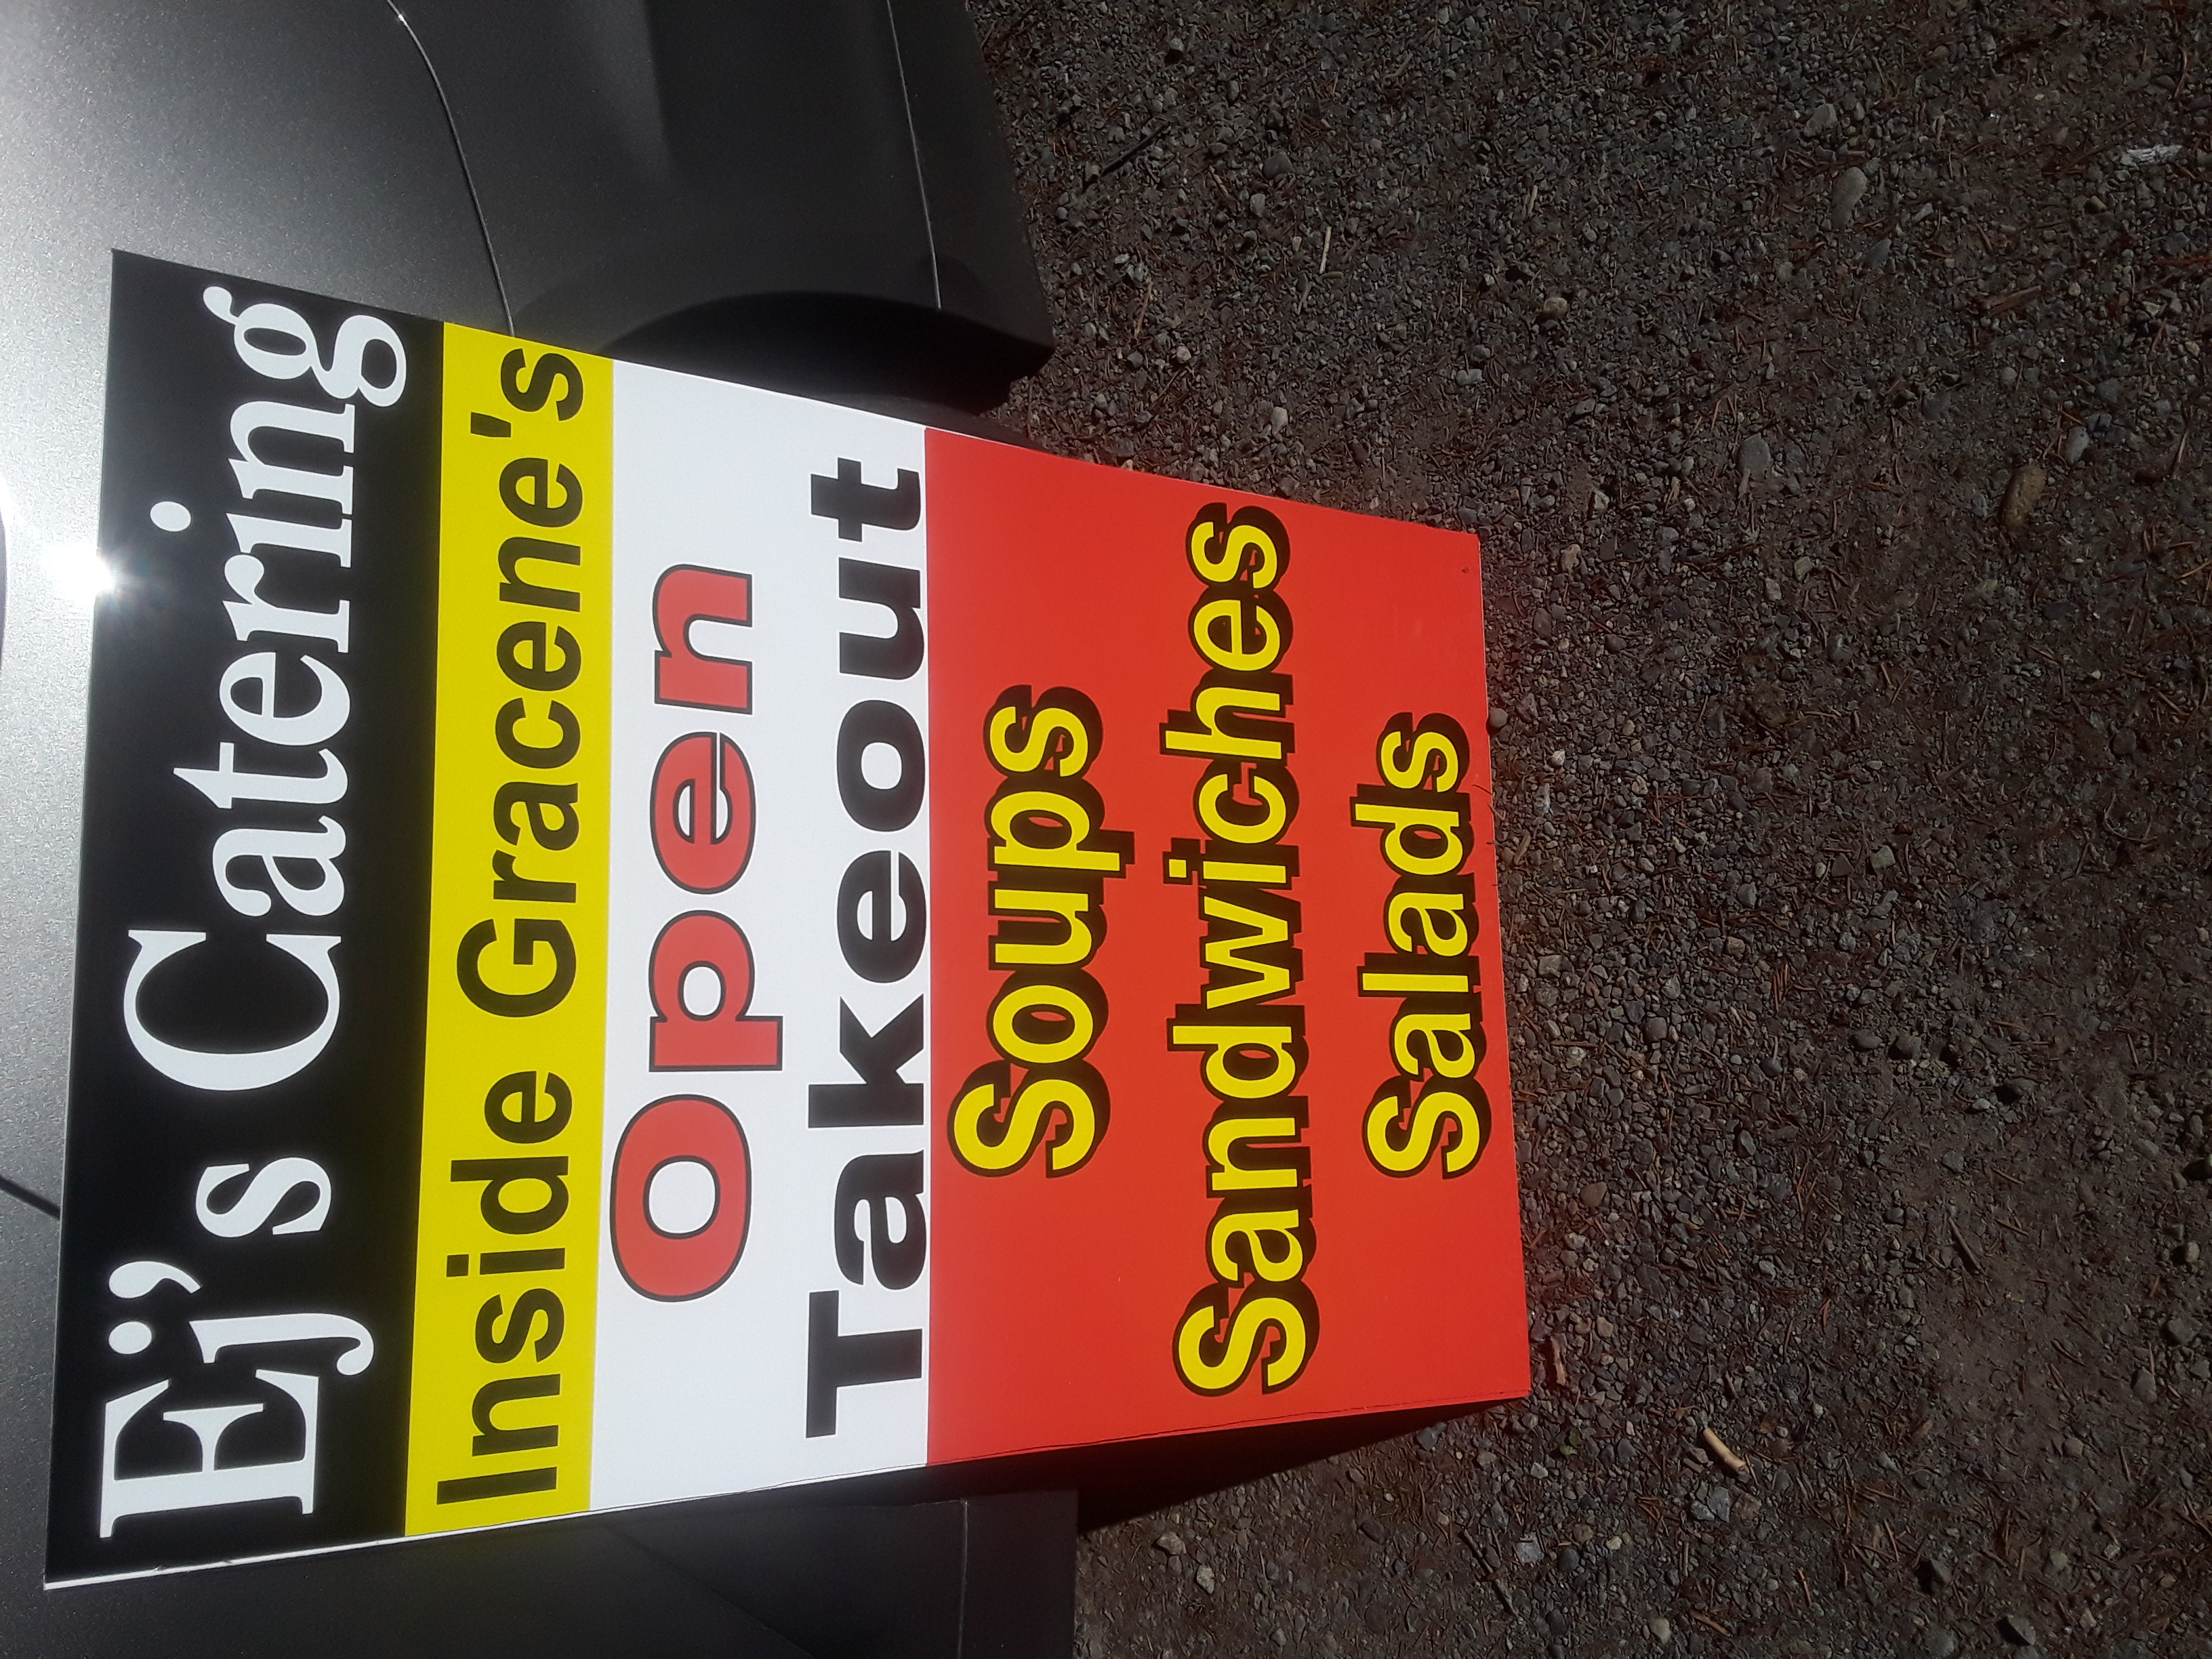 Ej's Catering
Inside Gracene's
Open
Takeout
Soups
Sandwiches
Salads